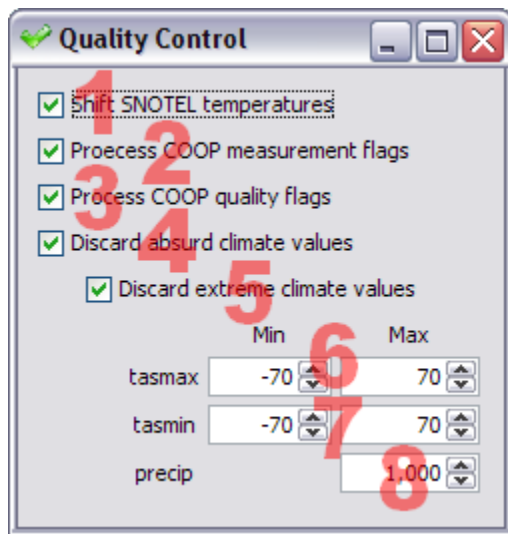 Quality Control
1
Shift SNOTEL temperatures
2
Proecess COOP measurement flags
3
Process COOP quality flags
4
Discard absurd climate values
5
Discard extreme climate values
Min Max
6
tasmax -70 70
7
tasmin -70 70
8
precip 1,000